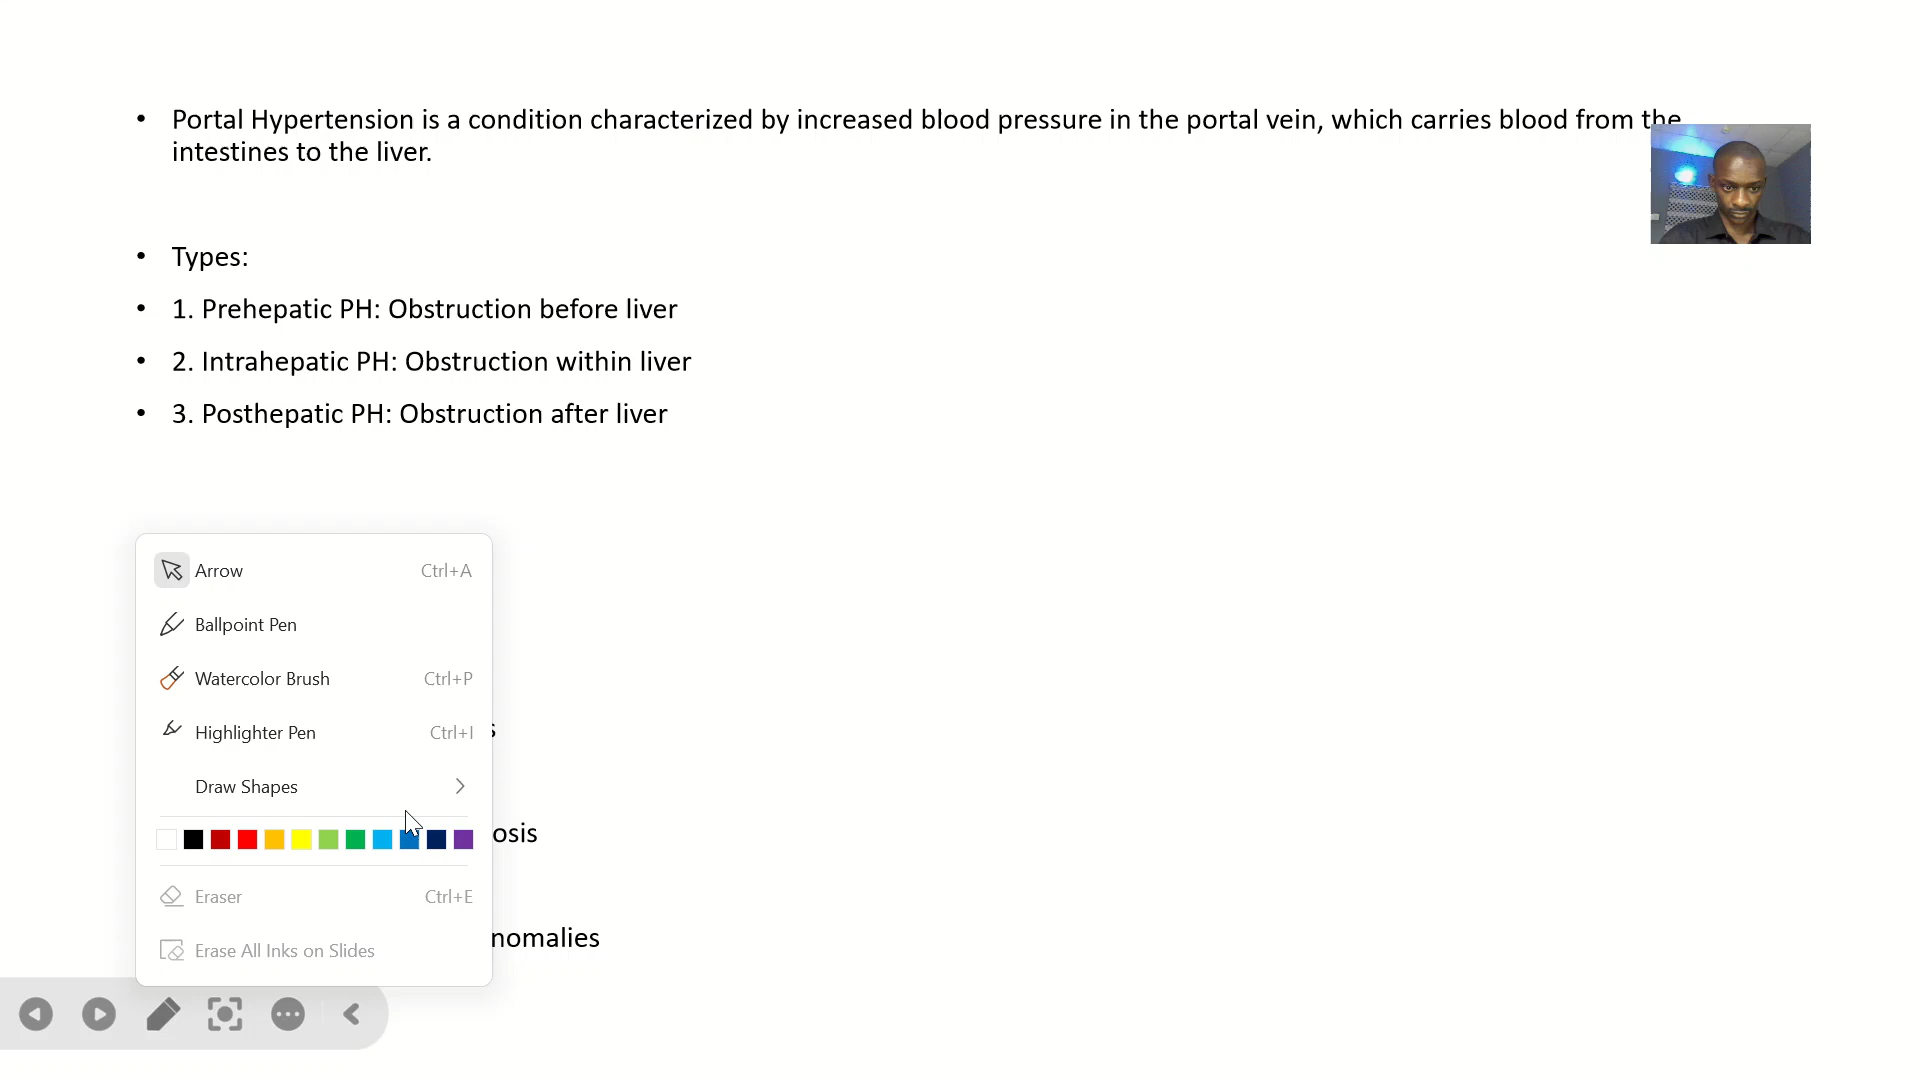 • Portal Hypertension is a condition characterized by increased blood pressure in the portal vein, which carries blood from the
intestines to the liver.
• Types:
• 1. Prehepatic PH: Obstruction before liver
• 2. Intrahepatic PH: Obstruction within liver
• 3. Posthepatic PH: Obstruction after liver
Arrow Ctrl+A
Ballpoint Pen
Watercolor Brush Ctrl+P
Highlighter Pen Ctrl+I
Draw Shapes
Eraser Ctrl+E
Erase All Inks on Slides